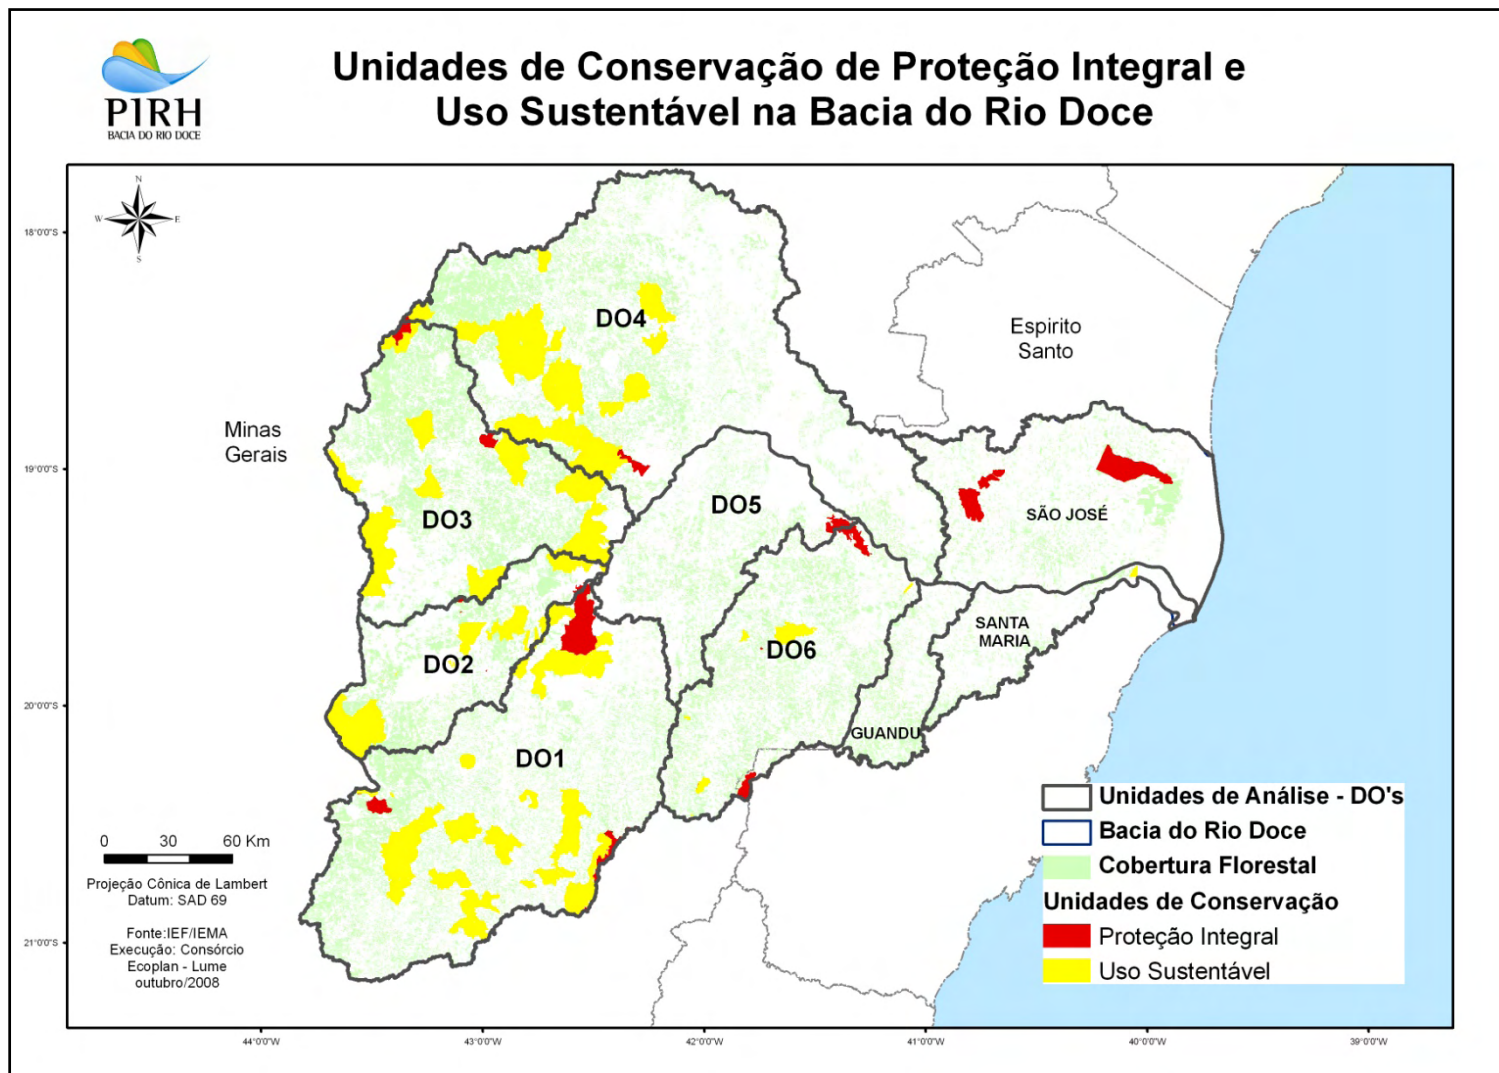 Unidades de Conservação de Proteção Integral e
Uso Sustentável na Bacia do Rio Doce
PIRH
BACIA DO RIO DOCE
N
W
E
S
18°0'0"S
19°0'0"S
20°0'0"S
21°0'0"S
44°0'0"W
43°0'0"W
42°0'0"W
41°0'0"W
40°0'0"W
39°0'0"W
Minas
Gerais
Espirito
Santo
DO4
DO3
DO5
SÃO JOSÉ
DO2
DO6
SANTA
MARIA
GUANDU
DO1
0 30 60 Km
Projeção Cônica de Lambert
Datum: SAD 69
Fonte:IEF/IEMA
Execução: Consórcio
Ecoplan - Lume
outubro/2008
Unidades de Análise - DO's
Bacia do Rio Doce
Cobertura Florestal
Unidades de Conservação
Proteção Integral
Uso Sustentável